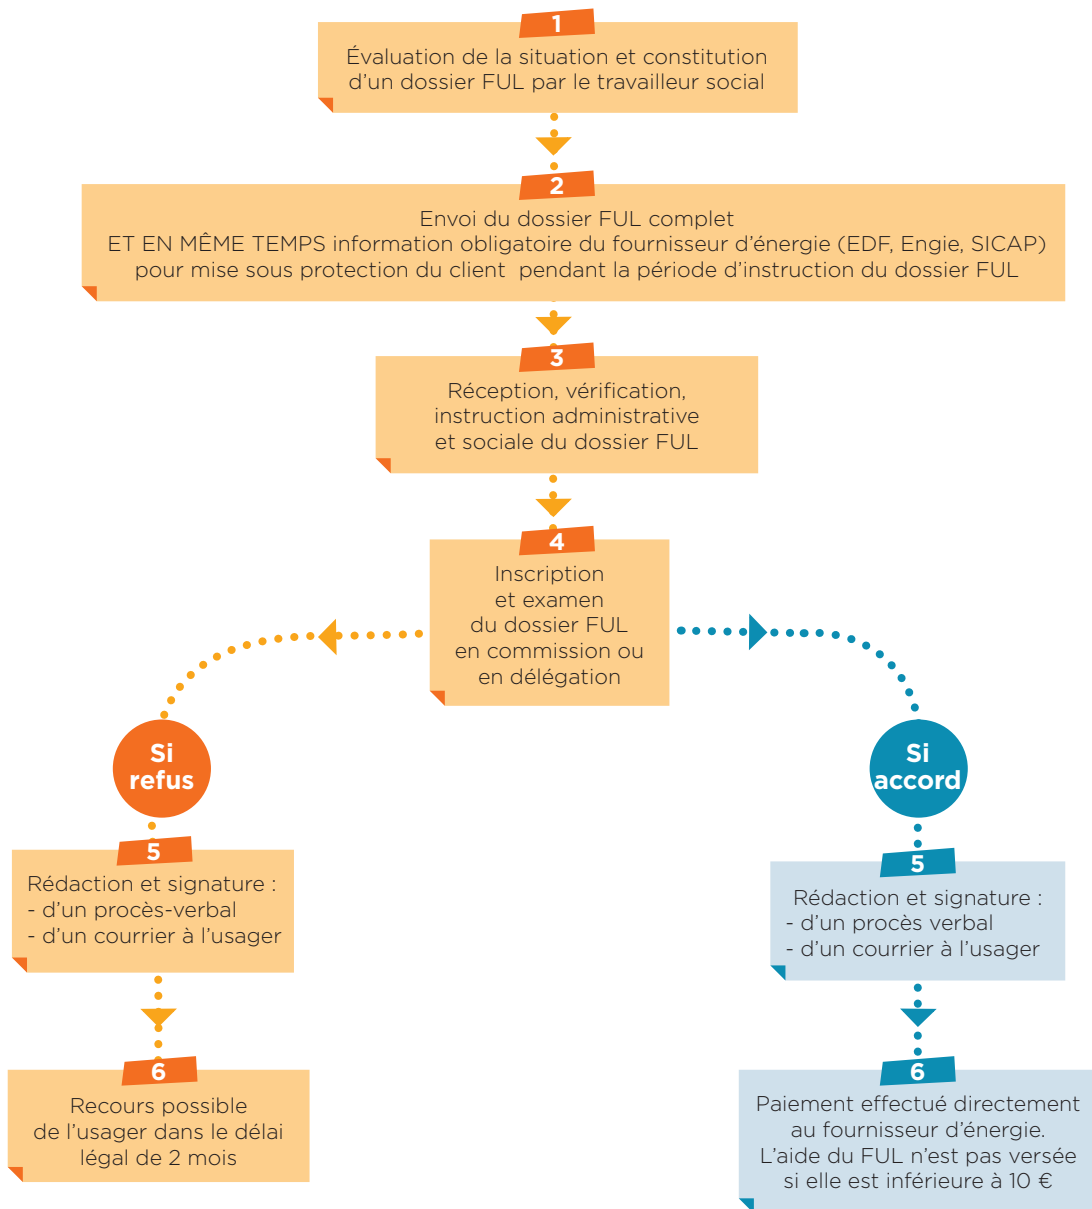 1
Évaluation de la situation et constitution
d'un dossier FUL par le travailleur social
2
Envoi du dossier FUL complet
ET EN MÊME TEMPS information obligatoire du fournisseur d'énergie (EDF, Engie, SICAP)
pour mise sous protection du client pendant la période d'instruction du dossier FUL
3
Réception, vérification,
instruction administrative
et sociale du dossier FUL
4
Inscription
et examen
du dossier FUL
en commission ou
en délégation
Si
refus
5
Rédaction et signature :
- d'un procès-verbal
- d'un courrier à l'usager
6
Recours possible
de l'usager dans le délai
légal de 2 mois
Si
accord
5
Rédaction et signature :
- d'un procès verbal
- d'un courrier à l'usager
6
Paiement effectué directement
au fournisseur d'énergie.
L'aide du FUL n'est pas versée
si elle est inférieure à 10 €